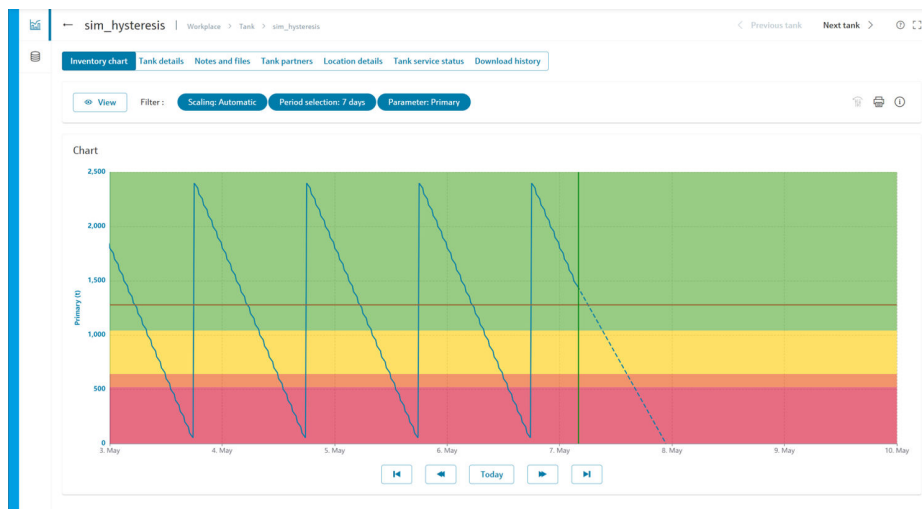 ← sim_hysteresis | Workplace > Tank > sim_hysteresis < Previous tank Next tank >
Inventory chart Tank details Notes and files Tank partners Location details Tank service status Download history
View Filter : Scaling: Automatic Period selection: 7 days Parameter: Primary
Chart
2,500
2,000
1,500
1,000
500
0
Primary (t)
3. May 4. May 5. May 6. May 7. May 8. May 9. May 10. May
Today